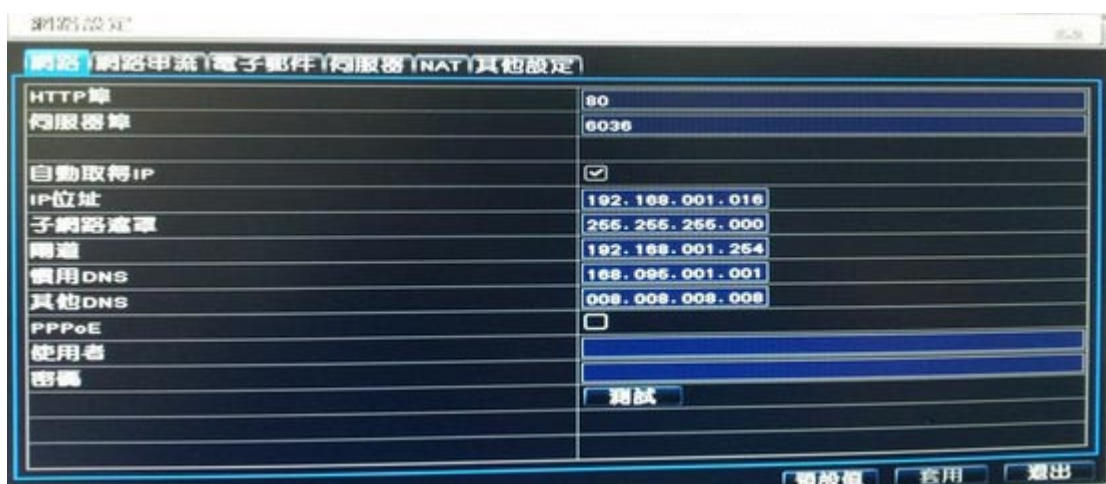 網路設定
網路 網路串流 電子郵件 伺服器 NAT 其他設定
HTTP埠 80
伺服器埠 6036
自動取得IP
IP位址 192.168.001.016
子網路遮罩 255.255.255.000
閘道 192.168.001.254
慣用DNS 168.095.001.001
其他DNS 008.008.008.008
PPPoE
使用者
密碼
測試
預設值 套用 退出